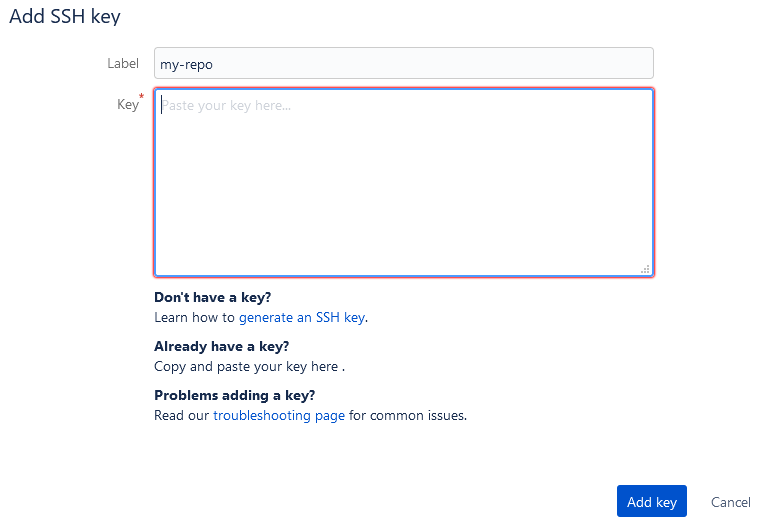 Add SSH key
Label my-repo
Key* Paste your key here...
Don't have a key?
Learn how to generate an SSH key.
Already have a key?
Copy and paste your key here .
Problems adding a key?
Read our troubleshooting page for common issues.
Add key Cancel